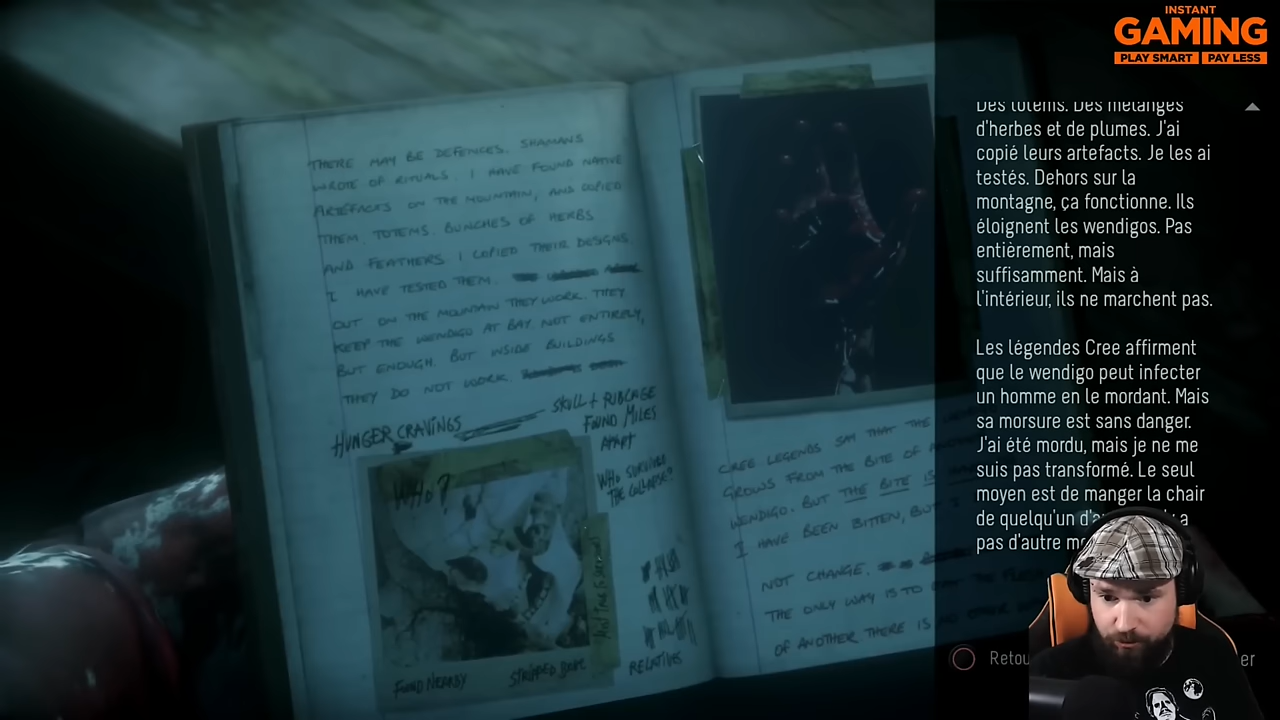 INSTANT
GAMING
PLAY SMART PAY LESS
THERE MAY BE DEFENCES. SHAMANS
WROTE OF RITUALS. I HAVE FOUND NATIVE
ARTEFACTS ON THE MOUNTAIN, AND COPIED
THEM. TOTEMS. BUNCHES OF HERBS
AND FEATHERS. I COPIED THEIR DESIGNS.
I HAVE TESTED THEM.
OUT ON THE MOUNTAIN THEY WORK. THEY
KEEP THE WENDIGO AT BAY. NOT ENTIRELY,
BUT ENOUGH. BUT INSIDE BUILDINGS
THEY DO NOT WORK.
HUNGER CRAVINGS
SKULL + RIBCAGE
FOUND MILES
APART
WHO SURVIVED
THE COLLAPSE?
WHO?
RELATIVES
FOUND NEARBY
STRIPPED BONE
CREE LEGENDS SAY THAT THE
GROWS FROM THE BITE OF
WENDIGO. BUT THE BITE IS
I HAVE BEEN BITTEN, BUT
NOT CHANGE.
THE ONLY WAY IS TO
OF ANOTHER THERE IS
Des totems. Des mélanges
d'herbes et de plumes. J'ai
copié leurs artefacts. Je les ai
testés. Dehors sur la
montagne, ça fonctionne. Ils
éloignent les wendigos. Pas
entièrement, mais
suffisamment. Mais à
l'intérieur, ils ne marchent pas.
Les légendes Cree affirment
que le wendigo peut infecter
un homme en le mordant. Mais
sa morsure est sans danger.
J'ai été mordu, mais je ne me
suis pas transformé. Le seul
moyen est de manger la chair
de quelqu'un a
pas d'autre